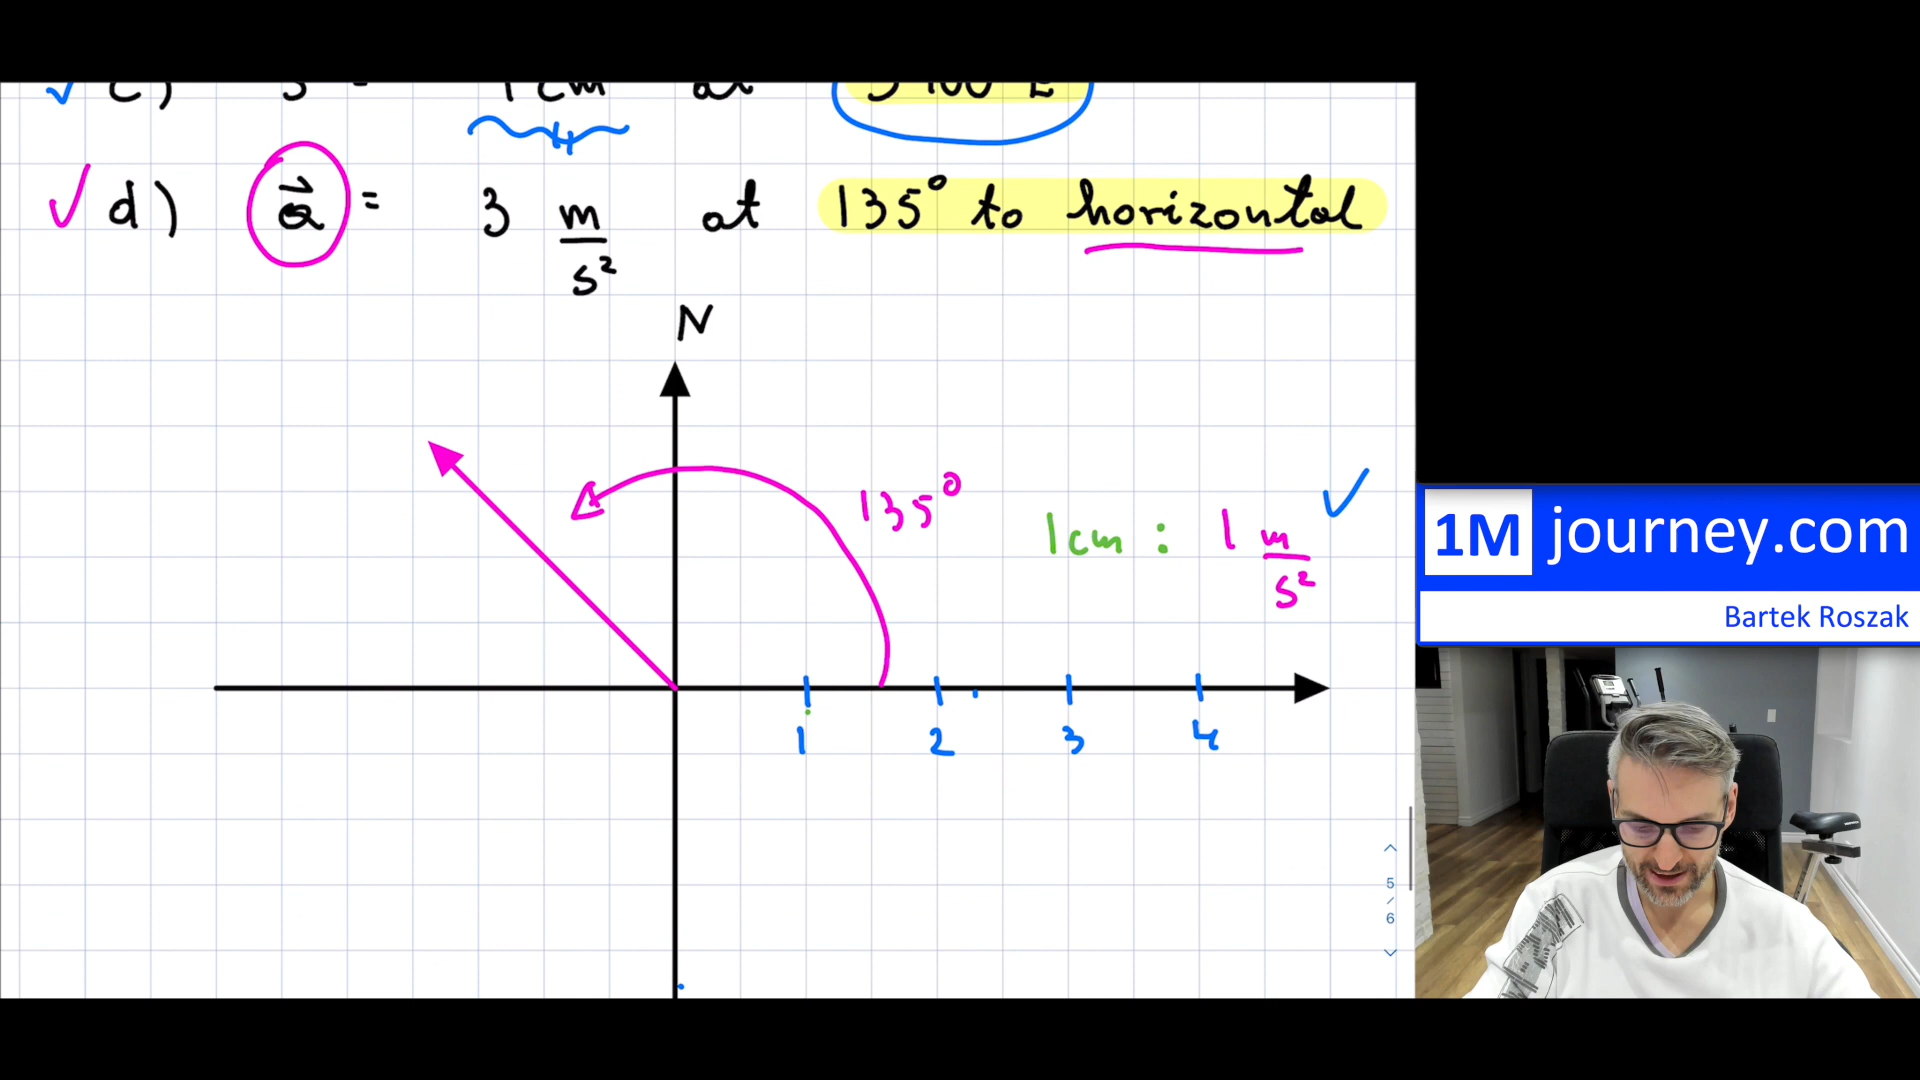 ✓ d) a⃗ = 3 m/s² at 135° to horizontal
N
135°
1cm : 1 m/s² ✓
1 2 3 4
1M journey.com
Bartek Roszak
5
/
6